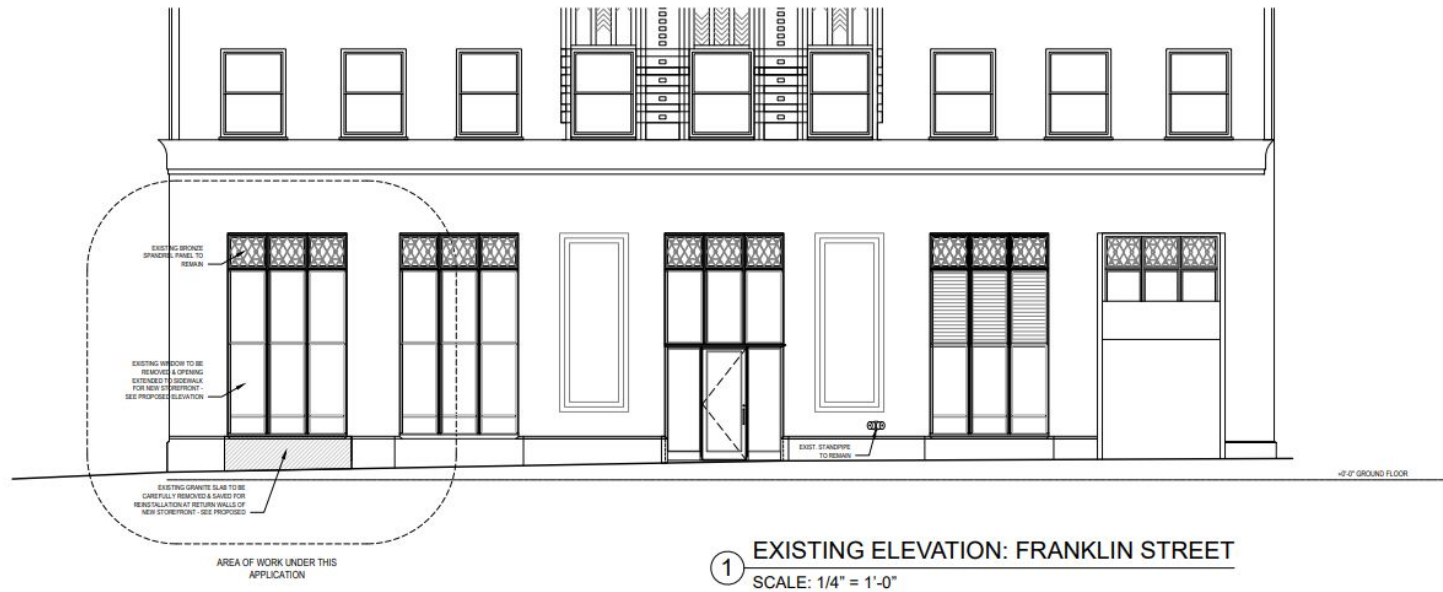 EXISTING BRONZE
SPANDREL PANEL TO
REMAIN
EXISTING WINDOW TO BE
REMOVED & OPENING
EXTENDED TO SIDEWALK
FOR NEW STOREFRONT -
SEE PROPOSED ELEVATION
EXIST. STANDPIPE
TO REMAIN
+0'-0" GROUND FLOOR
EXISTING GRANITE SLAB TO BE
CAREFULLY REMOVED & SAVED FOR
REINSTALLATION AT RETURN WALLS OF
NEW STOREFRONT - SEE PROPOSED
AREA OF WORK UNDER THIS
APPLICATION
1
EXISTING ELEVATION: FRANKLIN STREET
SCALE: 1/4" = 1'-0"